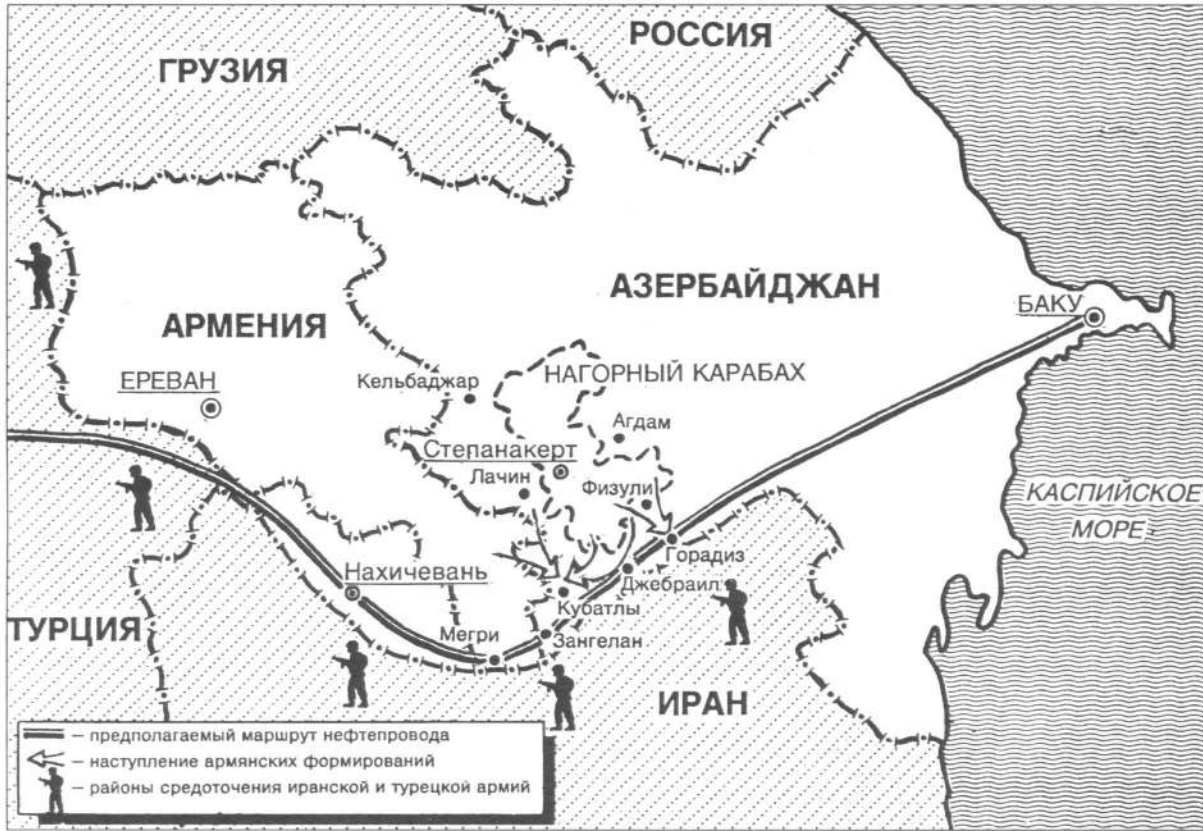 РОССИЯ
ГРУЗИЯ
АЗЕРБАЙДЖАН
БАКУ
АРМЕНИЯ
НАГОРНЫЙ КАРАБАХ
Кельбаджар
ЕРЕВАН
Агдам
Степанакерт
Лачин
Физули
КАСПИЙСКОЕ
МОРЕ
Горадиз
Джебраил
Нахичевань
Кубатлы
ТУРЦИЯ
Мегри
Зангелан
ИРАН
– предполагаемый маршрут нефтепровода
– наступление армянских формирований
– районы средоточения иранской и турецкой армий